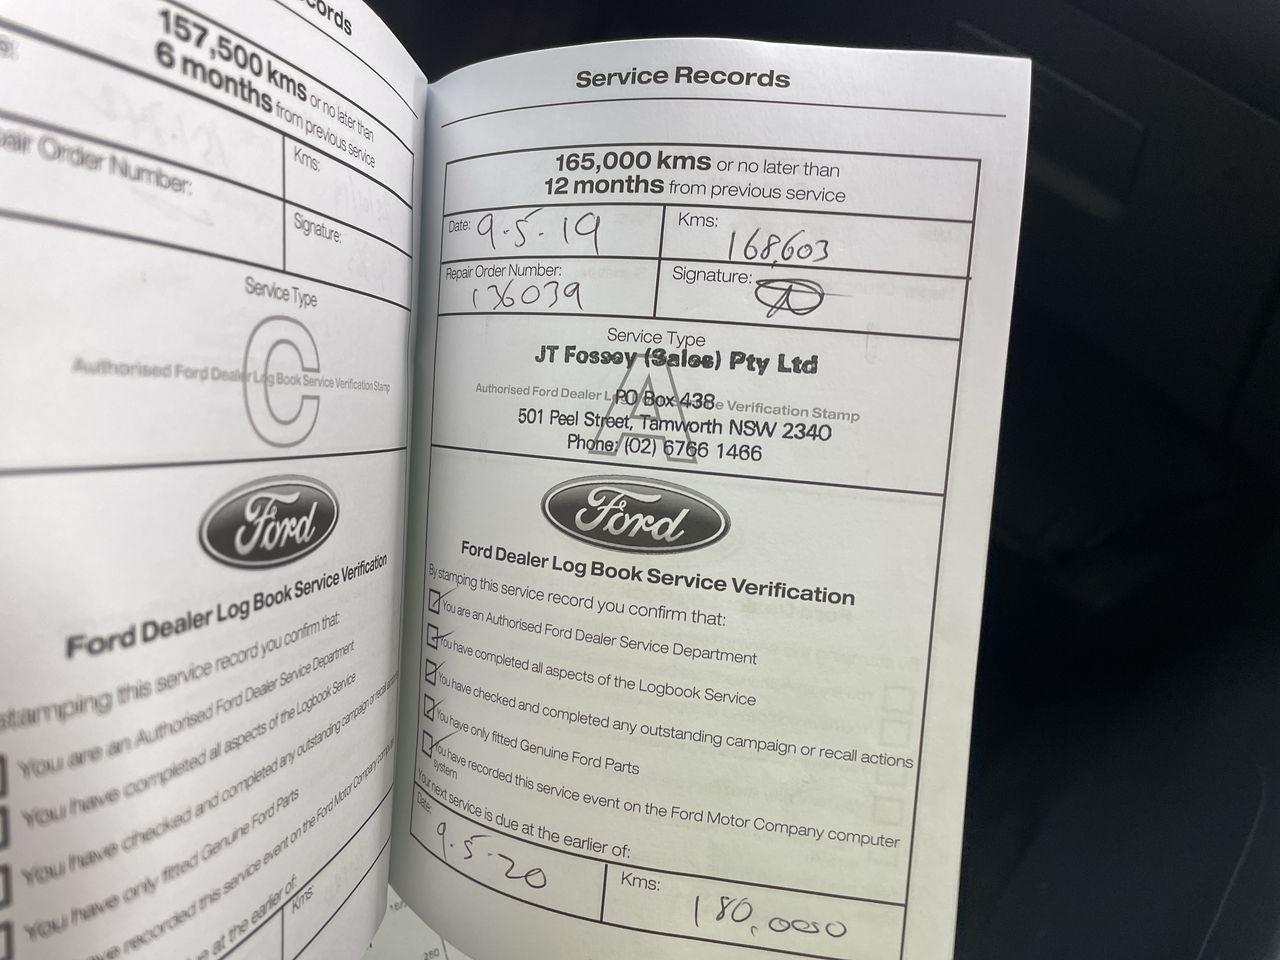 cords
157,500 kms or no later than
6 months from previous service
Kms:
air Order Number:
Signature:
Service Type
C
Authorised Ford Dealer Log Book Service Verification Stamp
Ford
Ford Dealer Log Book Service Verification
stamping this service record you confirm that:
You are an Authorised Ford Dealer Service Department
You have completed all aspects of the Logbook Service
You have checked and completed any outstanding campaign or recall actions
You have only fitted Genuine Ford Parts
ve recorded this service event on the Ford Motor Company compute
e at the earlier of:
Kms:
Service Records
165,000 kms or no later than
12 months from previous service
Date: 9.5.19
Kms: 168,603
Repair Order Number: 136039
Signature:
Service Type
JT Fossey (Sales) Pty Ltd
A
Authorised Ford Dealer L e Verification Stamp
PO Box 438
501 Peel Street, Tamworth NSW 2340
Phone: (02) 6766 1466
Ford
Ford Dealer Log Book Service Verification
By stamping this service record you confirm that:
You are an Authorised Ford Dealer Service Department
You have completed all aspects of the Logbook Service
You have checked and completed any outstanding campaign or recall actions
You have only fitted Genuine Ford Parts
You have recorded this service event on the Ford Motor Company computer
system
Your next service is due at the earlier of:
Date: 9.5.20
Kms: 180,0000
280